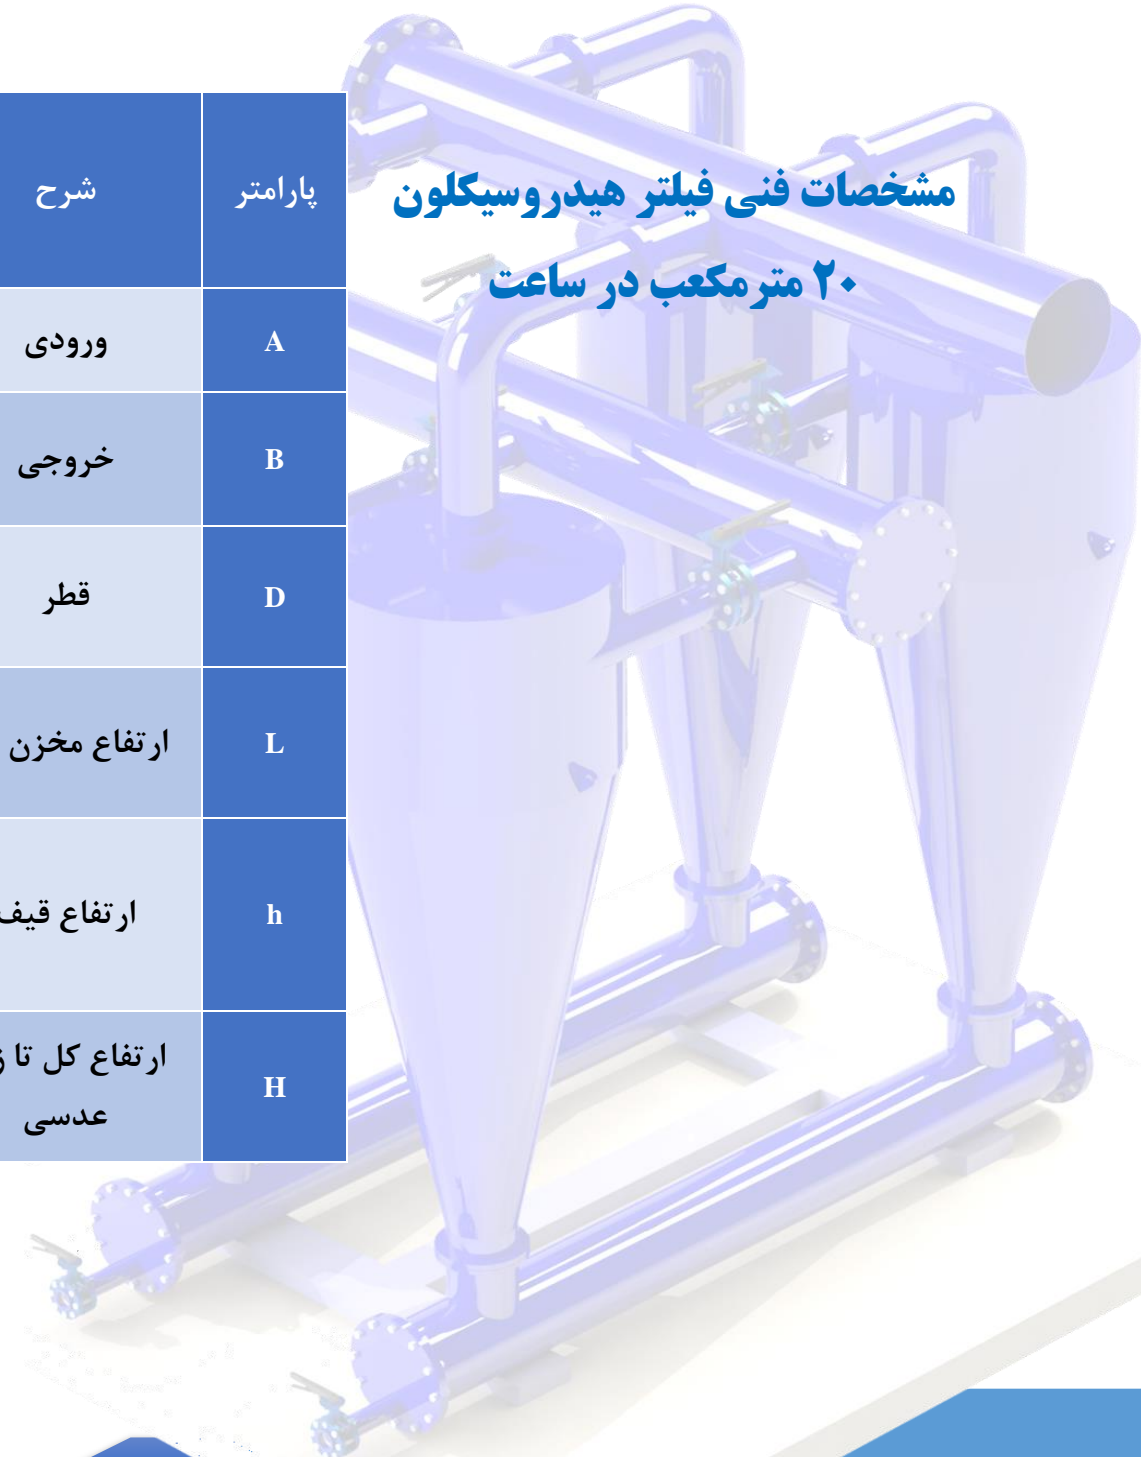 مشخصات فنی فیلتر هیدروسیکلون
۲۰ مترمکعب در ساعت
پارامتر شرح
A ورودی
B خروجی
D قطر
L ارتفاع مخزن
h ارتفاع قیف
H ارتفاع کل تا
عدسی